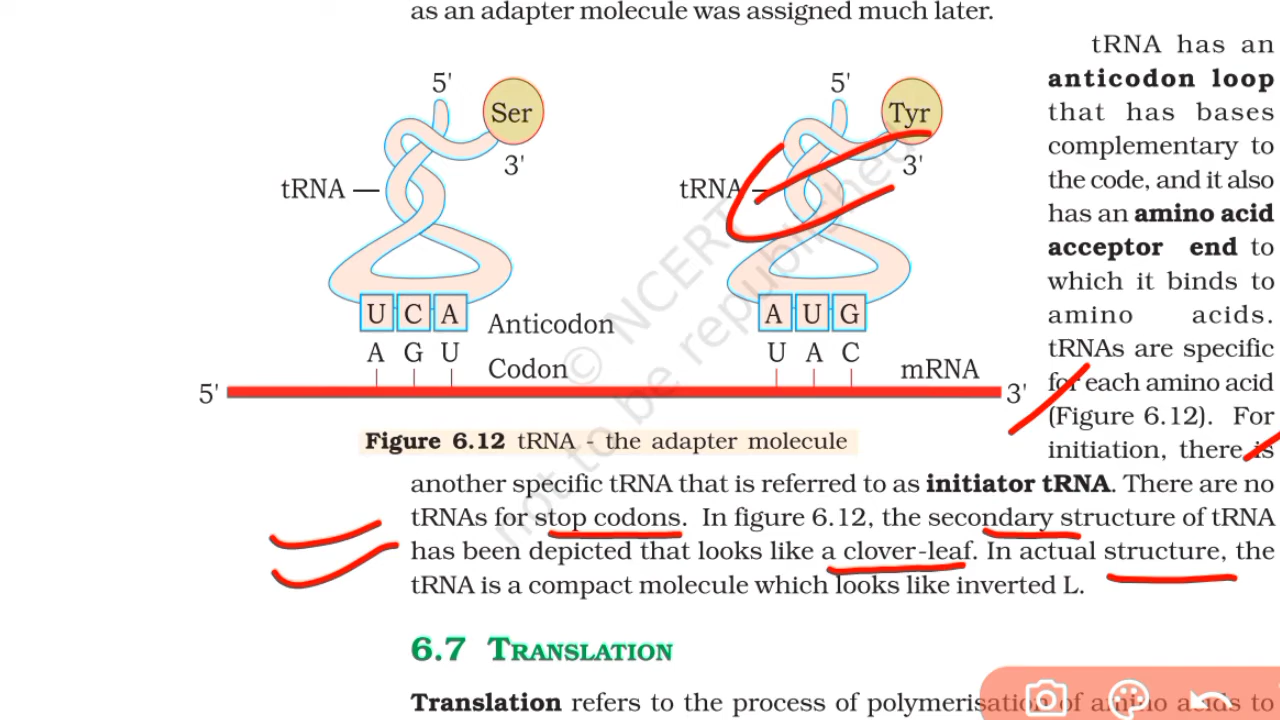 as an adapter molecule was assigned much later.
tRNA has an
anticodon loop
that has bases
complementary to
the code, and it also
has an amino acid
acceptor end to
which it binds to
amino acids.
tRNAs are specific
for each amino acid
(Figure 6.12). For
initiation, there is
5' Ser 3'
tRNA
U C A Anticodon
A G U Codon
5' Tyr 3'
tRNA
A U G
U A C mRNA
5' 3'
© NCERT
not to be republished
Figure 6.12 tRNA - the adapter molecule
another specific tRNA that is referred to as initiator tRNA. There are no
tRNAs for stop codons. In figure 6.12, the secondary structure of tRNA
has been depicted that looks like a clover-leaf. In actual structure, the
tRNA is a compact molecule which looks like inverted L.
6.7 TRANSLATION
Translation refers to the process of polymerisation of amino acids to